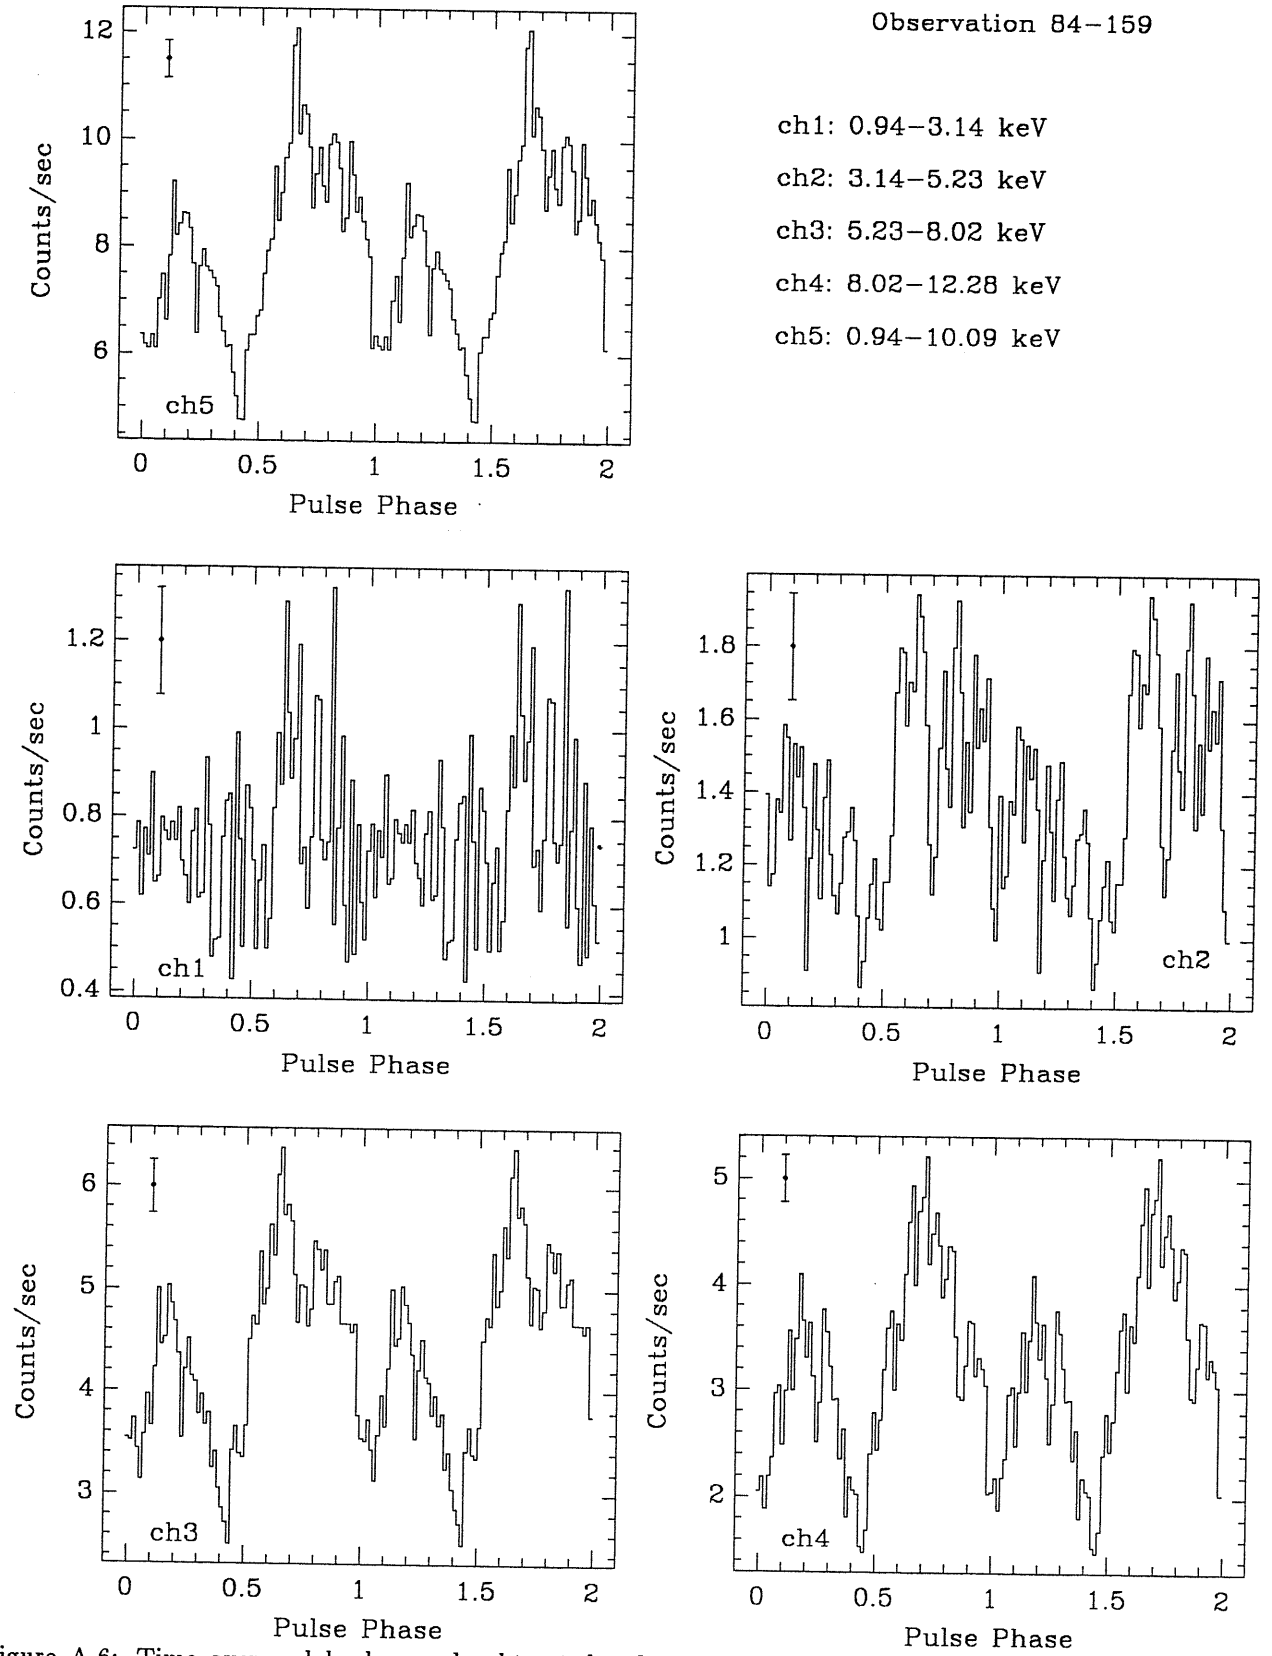 Observation 84-159
ch1: 0.94-3.14 keV
ch2: 3.14-5.23 keV
ch3: 5.23-8.02 keV
ch4: 8.02-12.28 keV
ch5: 0.94-10.09 keV
12
10
8
6
Counts/sec
ch5
0 0.5 1 1.5 2
Pulse Phase
1.2
1
0.8
0.6
0.4
Counts/sec
ch1
0 0.5 1 1.5 2
Pulse Phase
1.8
1.6
1.4
1.2
1
Counts/sec
ch2
0 0.5 1 1.5 2
Pulse Phase
6
5
4
3
Counts/sec
ch3
0 0.5 1 1.5 2
Pulse Phase
5
4
3
2
Counts/sec
ch4
0 0.5 1 1.5 2
Pulse Phase